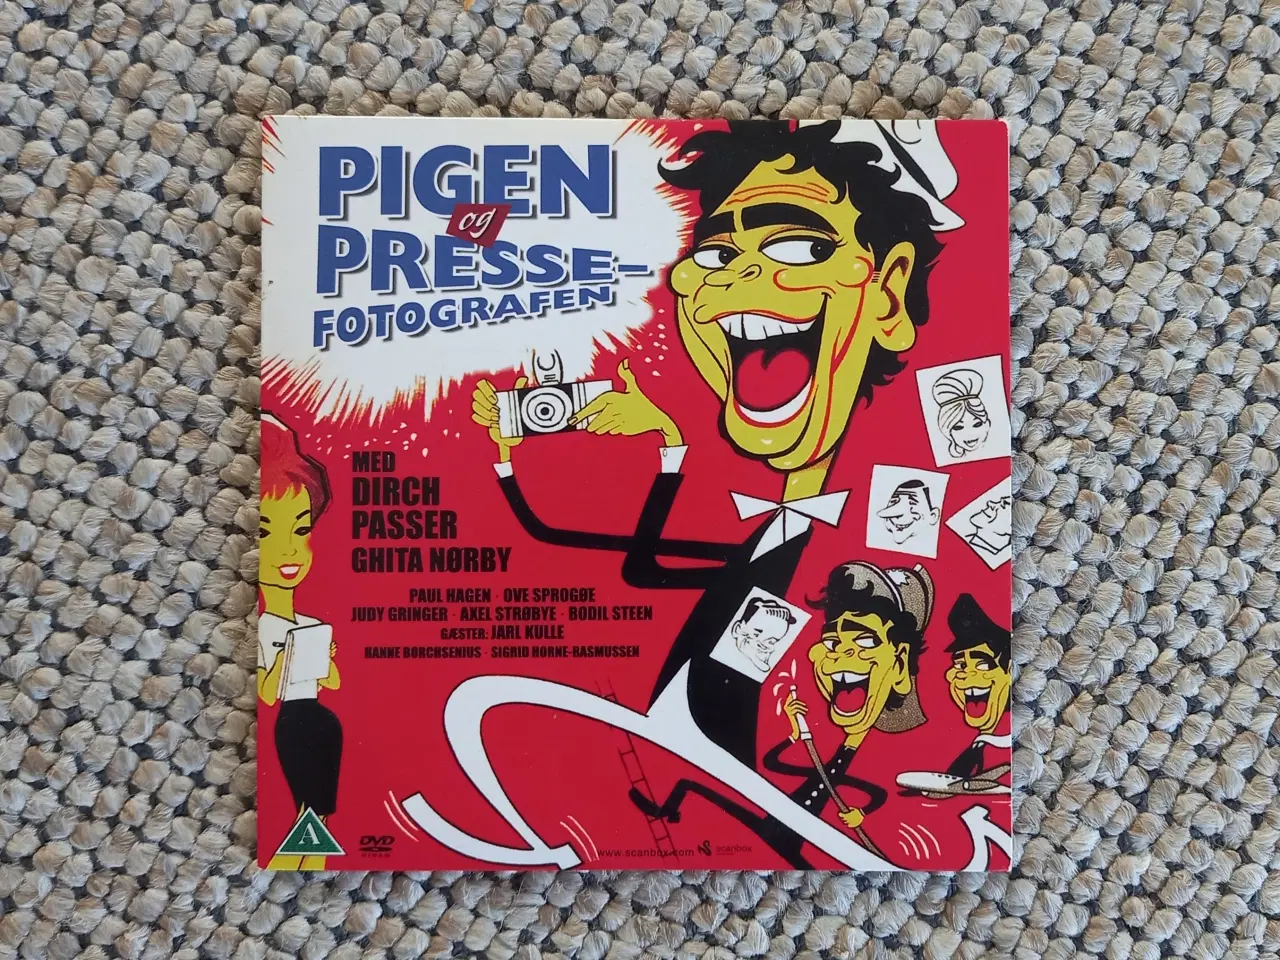 PIGEN
og
PRESSE-
FOTOGRAFEN
MED
DIRCH
PASSER
GHITA NØRBY
PAUL HAGEN · OVE SPROGØE
JUDY GRINGER · AXEL STRØBYE · BODIL STEEN
GÆSTER: JARL KULLE
HANNE BORCHSENIUS · SIGRID HORNE-RASMUSSEN
A
DVD
VIDEO
www.scanbox.com
scanbox